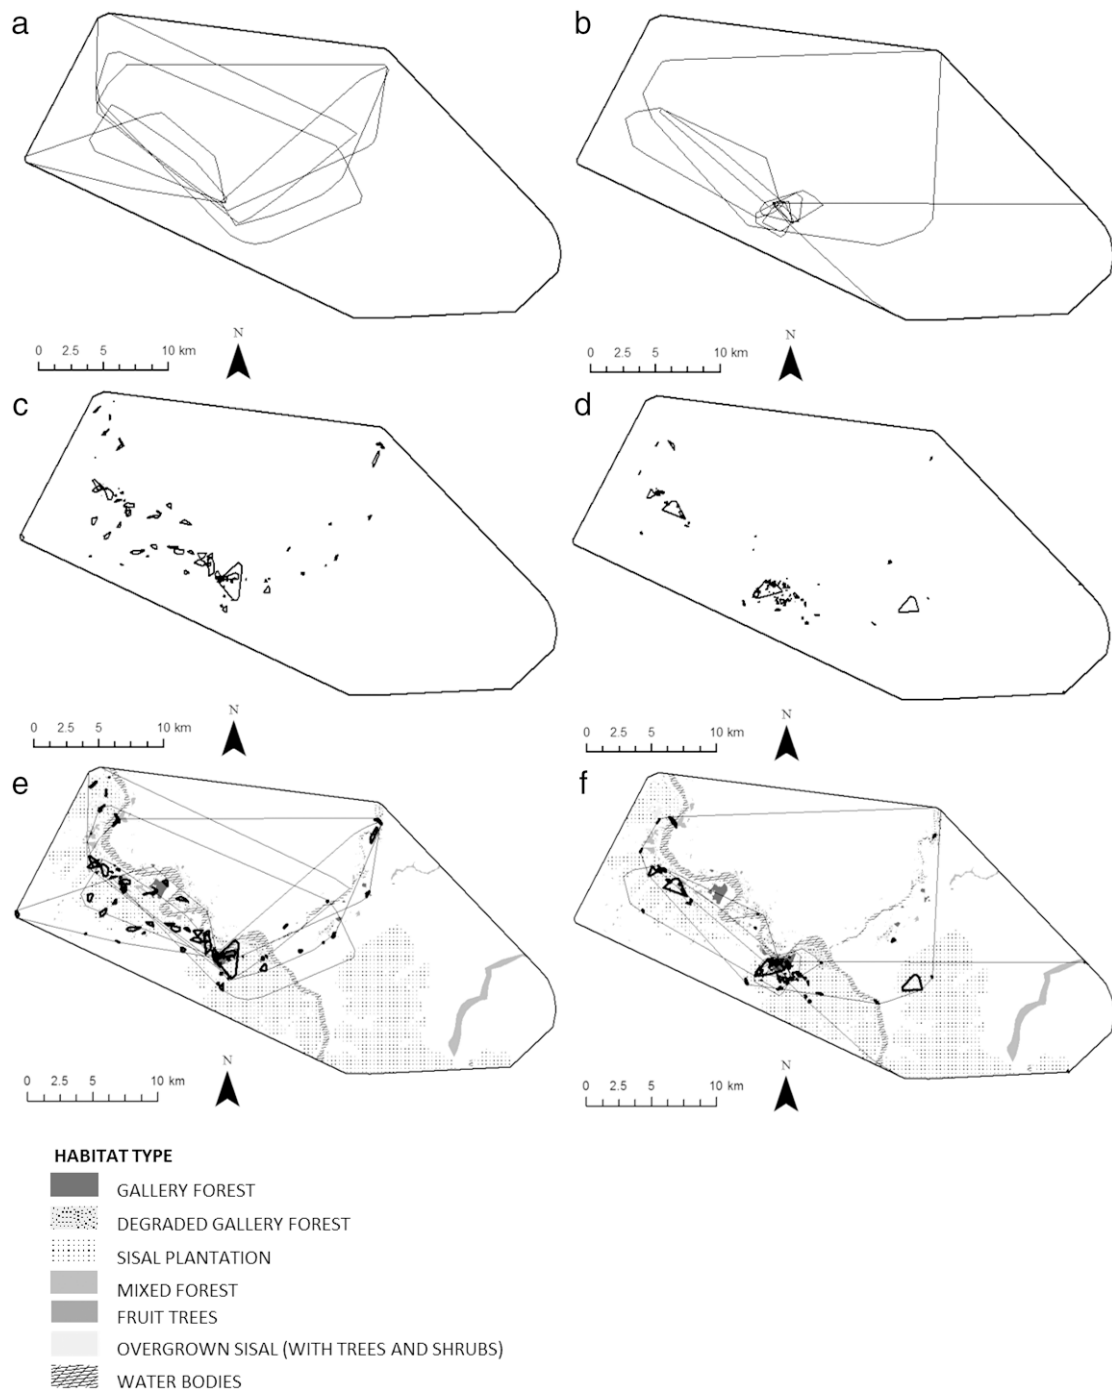 a
b
N
0 2.5 5 10 km
N
0 2.5 5 10 km
c
d
N
0 2.5 5 10 km
N
0 2.5 5 10 km
e
f
N
0 2.5 5 10 km
N
0 2.5 5 10 km
HABITAT TYPE
GALLERY FOREST
DEGRADED GALLERY FOREST
SISAL PLANTATION
MIXED FOREST
FRUIT TREES
OVERGROWN SISAL (WITH TREES AND SHRUBS)
WATER BODIES